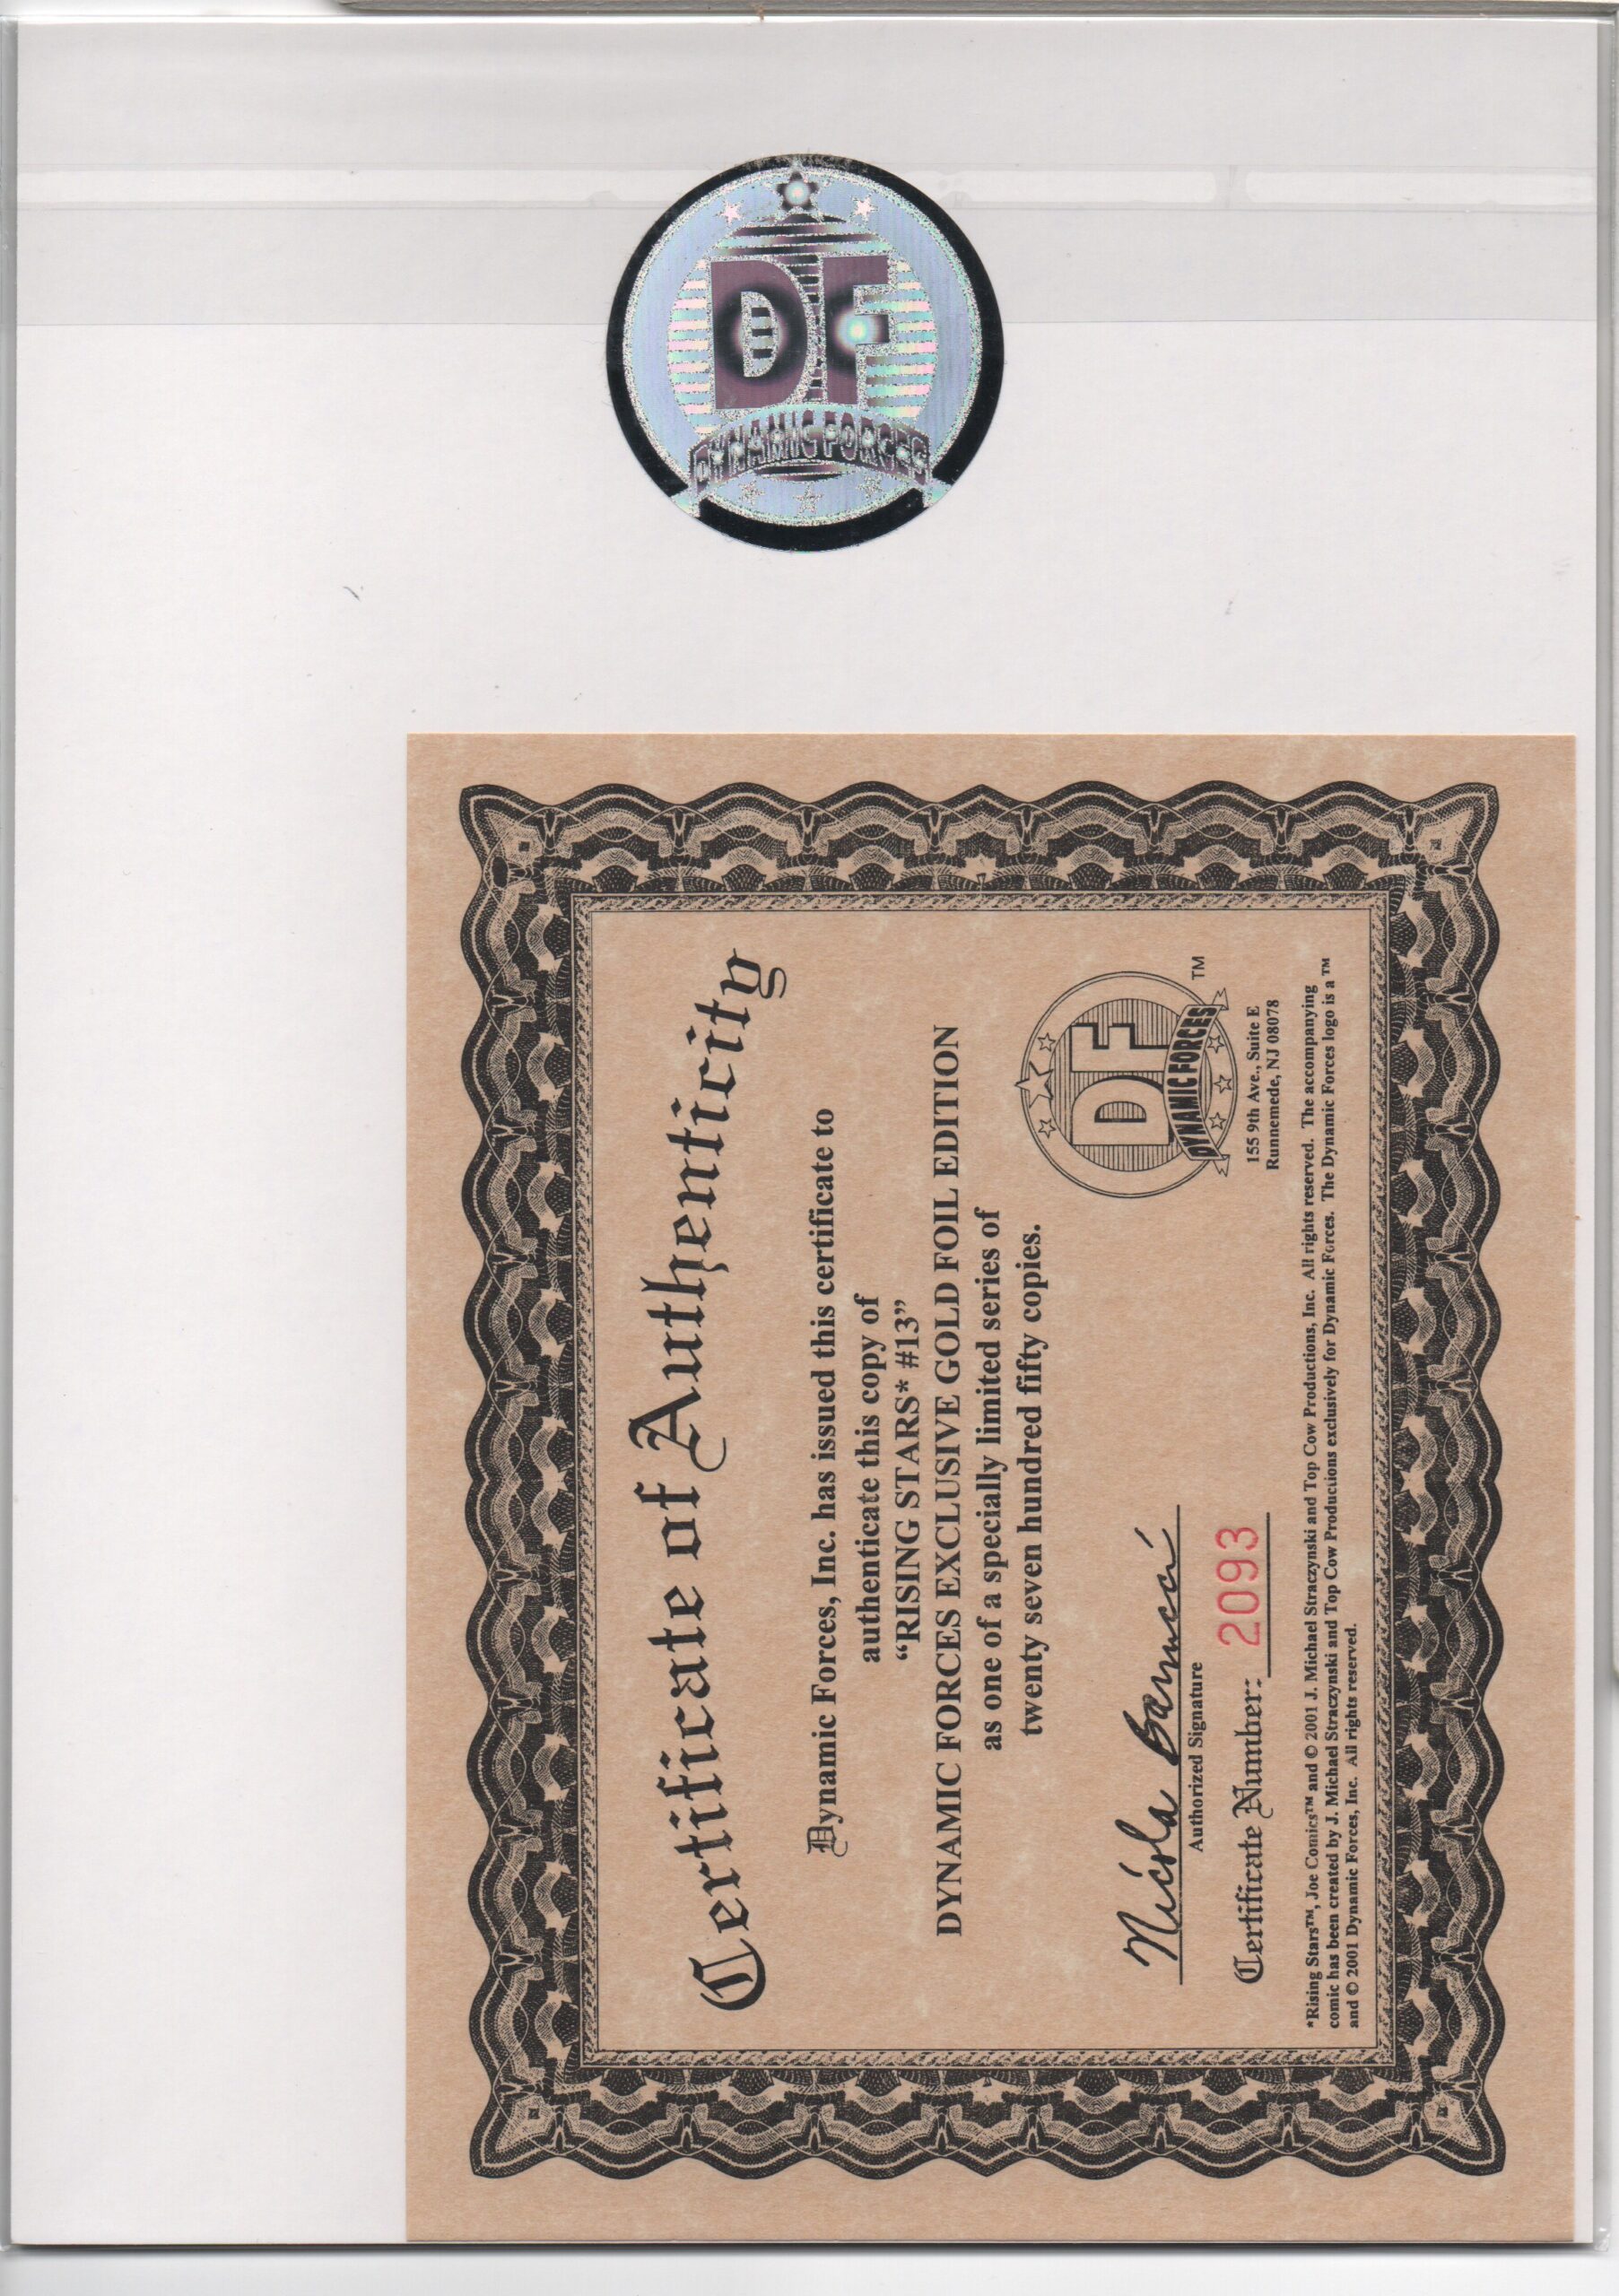 DF
DYNAMIC FORCES
Certificate of Authenticity
Dynamic Forces, Inc. has issued this certificate to
authenticate this copy of
“RISING STARS* #13”
DYNAMIC FORCES EXCLUSIVE GOLD FOIL EDITION
as one of a specially limited series of
twenty seven hundred fifty copies.
Authorized Signature
Certificate Number: 2093
DF
DYNAMIC FORCES
TM
155 9th Ave., Suite E
Runnemede, NJ 08078
*Rising Stars™, Joe Comics™ and © 2001 J. Michael Straczynski and Top Cow Productions, Inc. All rights reserved. The accompanying
comic has been created by J. Michael Straczynski and Top Cow Productions exclusively for Dynamic Forces. The Dynamic Forces logo is a ™
and © 2001 Dynamic Forces, Inc. All rights reserved.